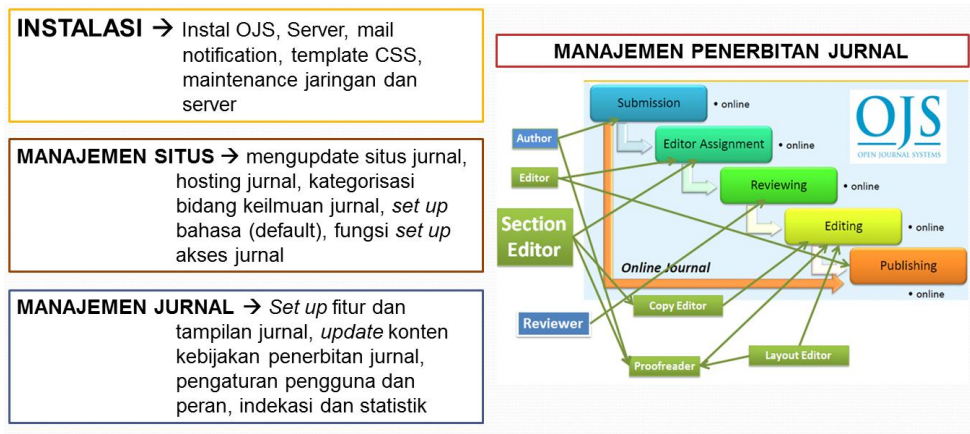 INSTALASI → Instal OJS, Server, mail
notification, template CSS,
maintenance jaringan dan
server
MANAJEMEN SITUS → mengupdate situs jurnal,
hosting jurnal, kategorisasi
bidang keilmuan jurnal, set up
bahasa (default), fungsi set up
akses jurnal
MANAJEMEN JURNAL → Set up fitur dan
tampilan jurnal, update konten
kebijakan penerbitan jurnal,
pengaturan pengguna dan
peran, indekasi dan statistik
MANAJEMEN PENERBITAN JURNAL
Submission
• online
OJS
OPEN JOURNAL SYSTEMS
Author
Editor Assignment
• online
Editor
Reviewing
• online
Section
Editor
Editing
• online
Online Journal
Publishing
• online
Copy Editor
Reviewer
Layout Editor
Proofreader